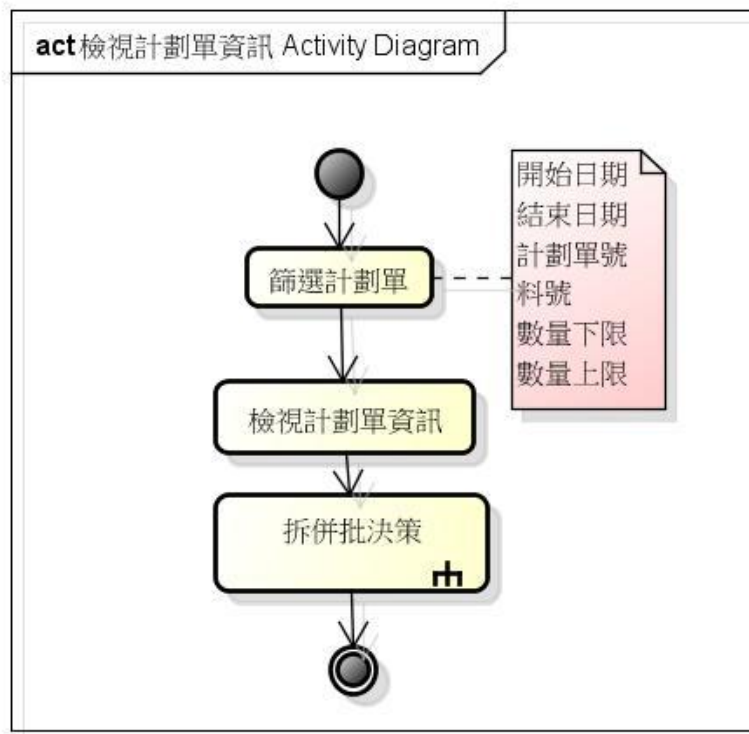 act 檢視計劃單資訊 Activity Diagram
篩選計劃單
開始日期
結束日期
計劃單號
料號
數量下限
數量上限
檢視計劃單資訊
拆併批決策